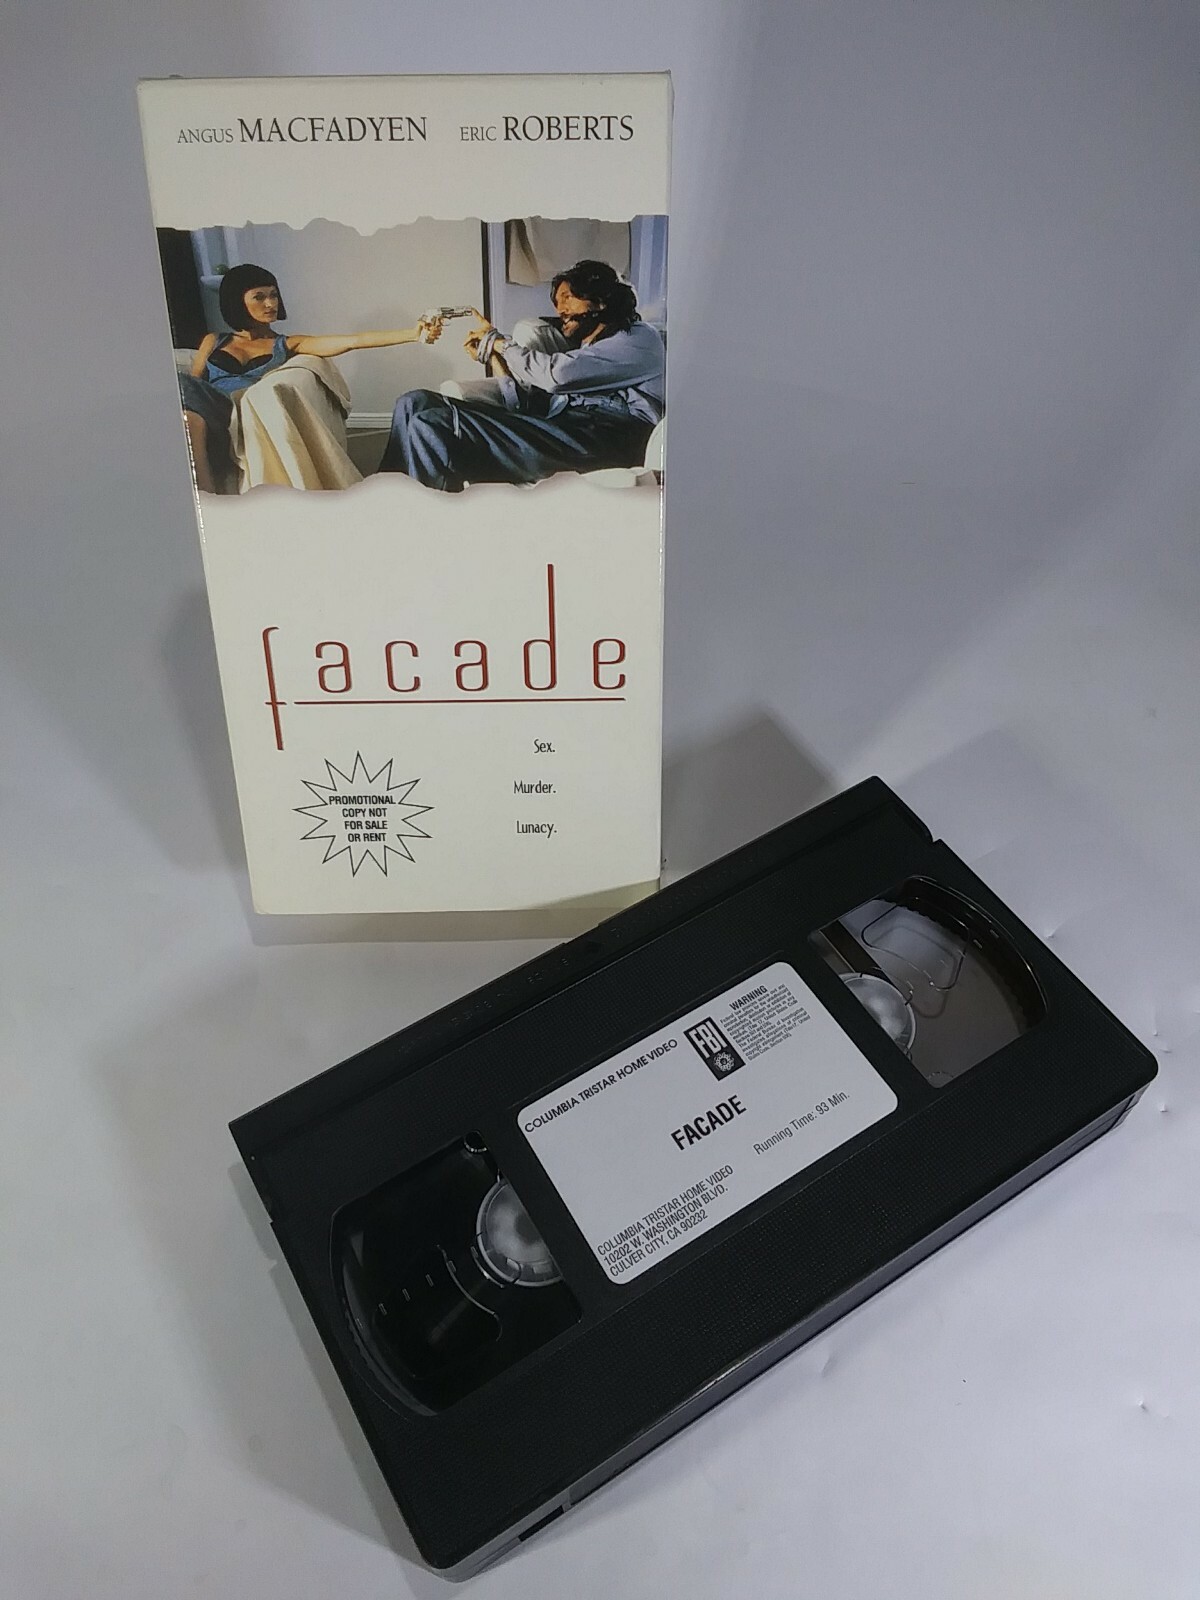 ANGUS MACFADYEN ERIC ROBERTS
facade
Sex.
Murder.
Lunacy.
PROMOTIONAL
COPY NOT
FOR SALE
OR RENT
COLUMBIA TRISTAR HOME VIDEO
FBI
WARNING
FACADE
Running Time: 93 Min.
COLUMBIA TRISTAR HOME VIDEO
10202 W. WASHINGTON BLVD.
CULVER CITY, CA 90232